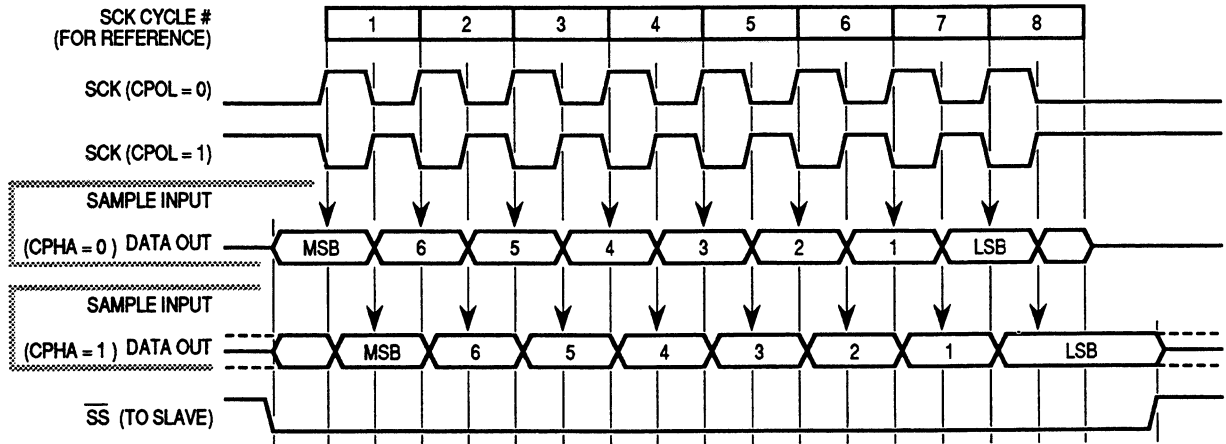 SCK CYCLE #
(FOR REFERENCE)
1 2 3 4 5 6 7 8
SCK (CPOL = 0)
SCK (CPOL = 1)
SAMPLE INPUT
(CPHA = 0 ) DATA OUT
MSB 6 5 4 3 2 1 LSB
SAMPLE INPUT
(CPHA = 1 ) DATA OUT
MSB 6 5 4 3 2 1 LSB
SS (TO SLAVE)